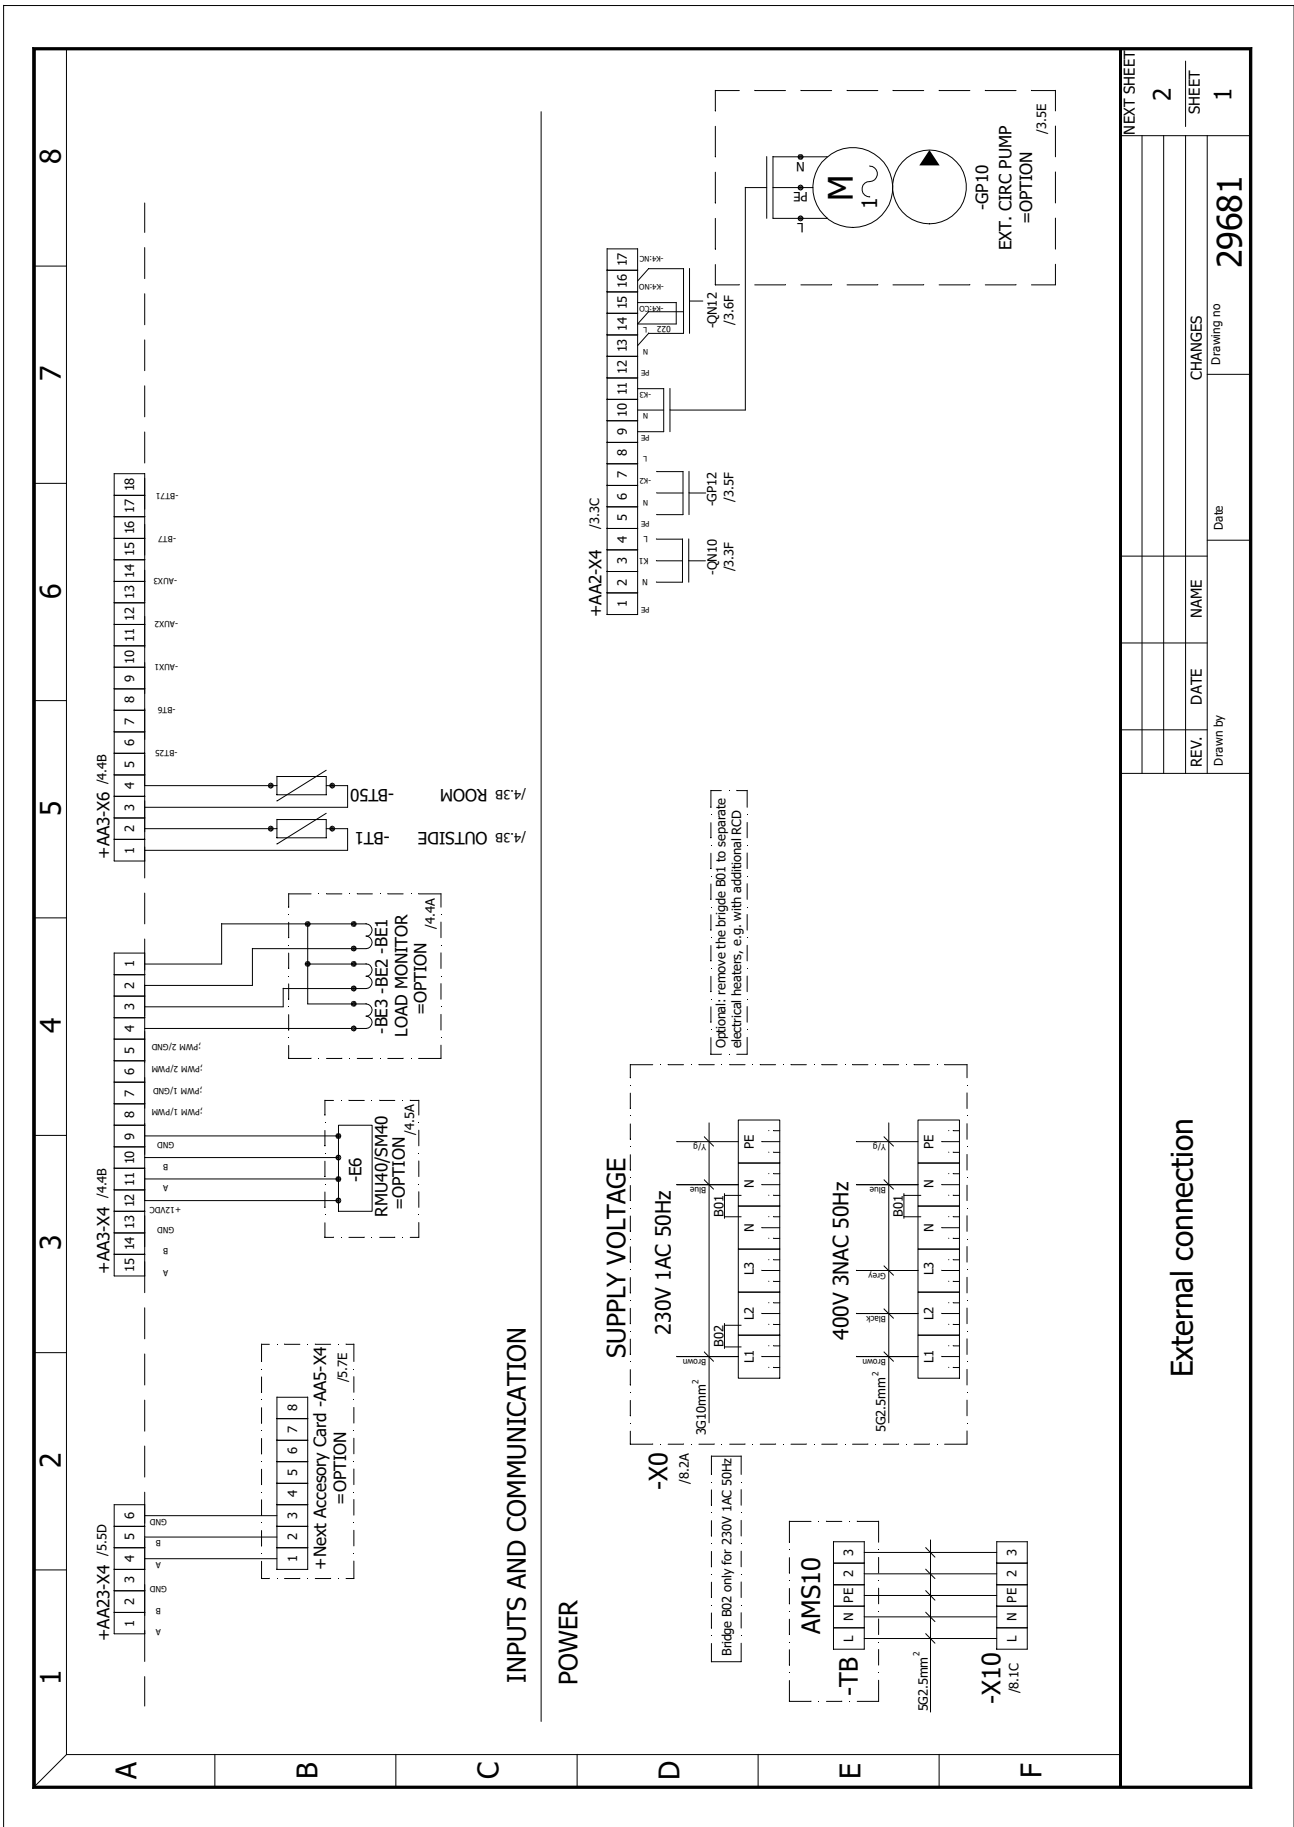 1 2 3 4 5 6 7 8
A
+AA23-X4 /5.5D
1 2 3 4 5 6
A B GND A B GND
+AA3-X4 /4.4B
15 14 13 12 11 10 9 8 7 6 5 4 3 2 1
A B GND +12VDC A B GND ;PWM 1/PWM ;PWM 1/GND ;PWM 2/PWM ;PWM 2/GND
+AA3-X6 /4.4B
1 2 3 4 5 6 7 8 9 10 11 12 13 14 15 16 17 18
-BT25 -BT6 -AUX1 -AUX2 -AUX3 -BT7 -BT71
B
1 2 3 4 5 6 7 8
+Next Accesory Card -AA5-X4
=OPTION
/5.7E
-E6
RMU40/SM40
=OPTION
/4.5A
-BE3 -BE2 -BE1
LOAD MONITOR
=OPTION
/4.4A
-BT1
/4.3B OUTSIDE
-BT50
/4.3B ROOM
C
INPUTS AND COMMUNICATION
POWER
D
-X0
/8.2A
Bridge B02 only for 230V 1AC 50Hz
SUPPLY VOLTAGE
230V 1AC 50Hz
3G10mm²
Brown Blue Y/g
B02 B01
L1 L2 L3 N N PE
400V 3NAC 50Hz
5G2.5mm²
Brown Black Grey Blue Y/g
B01
L1 L2 L3 N N PE
Optional: remove the brigde B01 to separate
electrical heaters, e.g. with additional RCD
+AA2-X4 /3.3C
1 2 3 4 5 6 7 8 9 10 11 12 13 14 15 16 17
PE N K1 L PE N -K2 L PE N -K3 PE N L -K4:CO -K4:NO -K4:NC
022
-QN10
/3.3F
-GP12
/3.5F
-QN12
/3.6F
E
AMS10
-TB
L N PE 2 3
5G2.5mm²
-X10
/8.1C
L N PE 2 3
L PE N
M
1
-GP10
EXT. CIRC PUMP
=OPTION
/3.5E
F
External connection
REV. DATE NAME CHANGES
Drawn by
Date
Drawing no
29681
NEXT SHEET
2
SHEET
1